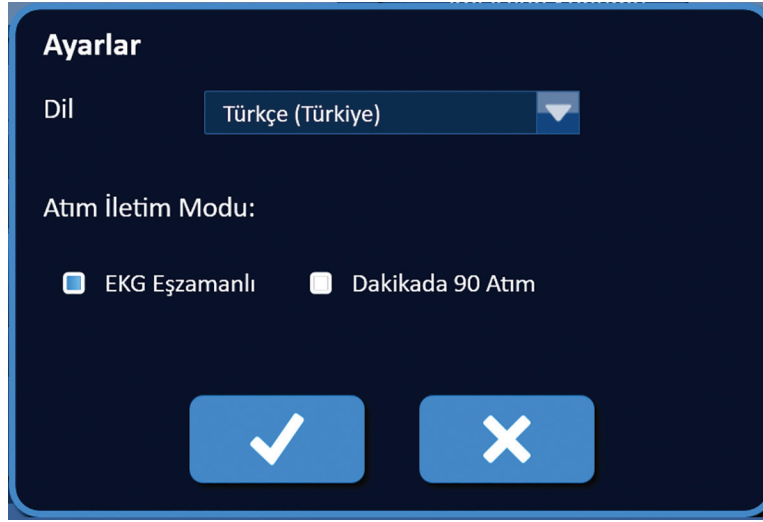 Ayarlar
Dil
Türkçe (Türkiye)
Atım İletim Modu:
EKG Eşzamanlı
Dakikada 90 Atım